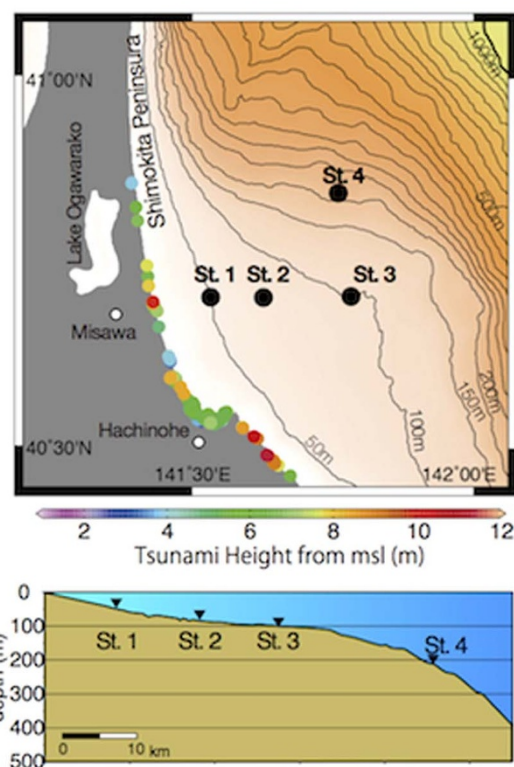 1000m
41°00'N
Shimokita Peninsura
Lake Ogawarako
St. 4
500m
St. 1 St. 2 St. 3
Misawa
200m
150m
100m
Hachinohe
50m
40°30'N
141°30'E 142°00'E
2 4 6 8 10 12
Tsunami Height from msl (m)
0
100
St. 1 St. 2 St. 3 St. 4
200
300
400
0 10 km
500
depth (m)